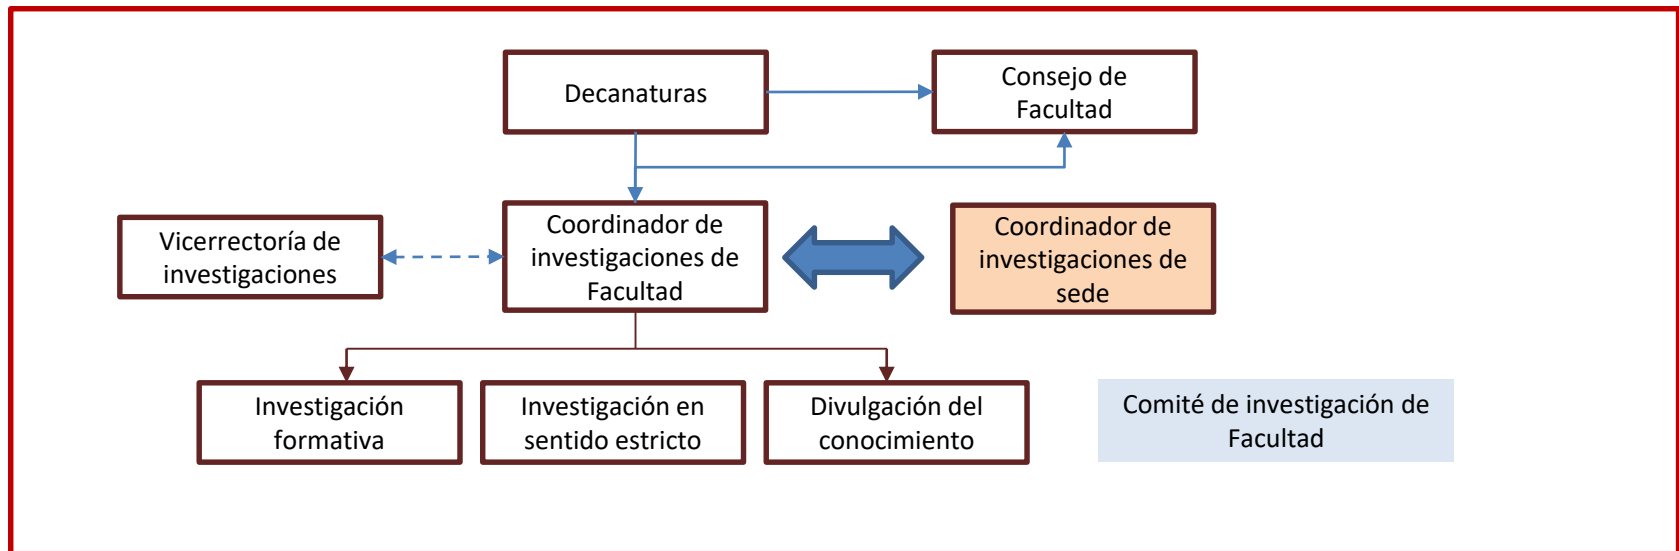 Decanaturas
Consejo de
Facultad
Vicerrectoría de
investigaciones
Coordinador de
investigaciones de
Facultad
Coordinador de
investigaciones de
sede
Investigación
formativa
Investigación en
sentido estricto
Divulgación del
conocimiento
Comité de investigación de
Facultad